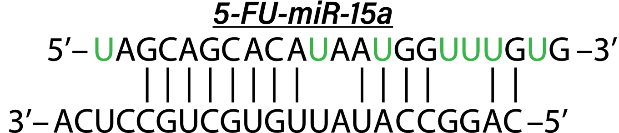 5-FU-miR-15a
5’–UAGCAGCACAUAAUGGUUUGUG–3’
3’–ACUCCGUCGUGUUAUACCGGAC–5’